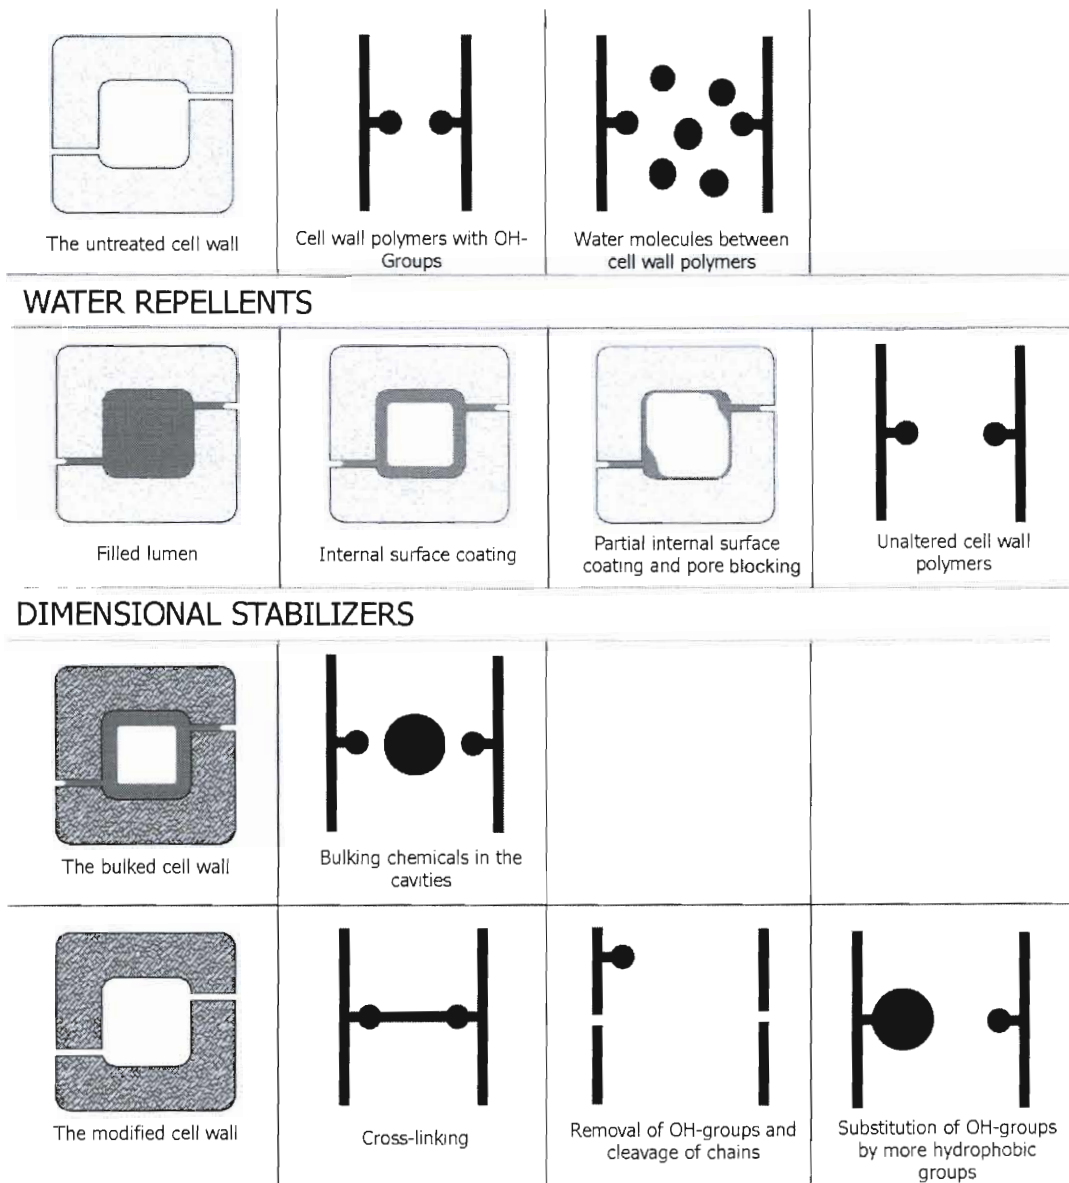 The untreated cell wall
Cell wall polymers with OH-
Groups
Water molecules between
cell wall polymers
WATER REPELLENTS
Filled lumen
Internal surface coating
Partial internal surface
coating and pore blocking
Unaltered cell wall
polymers
DIMENSIONAL STABILIZERS
The bulked cell wall
Bulking chemicals in the
cavities
The modified cell wall
Cross-linking
Removal of OH-groups and
cleavage of chains
Substitution of OH-groups
by more hydrophobic
groups